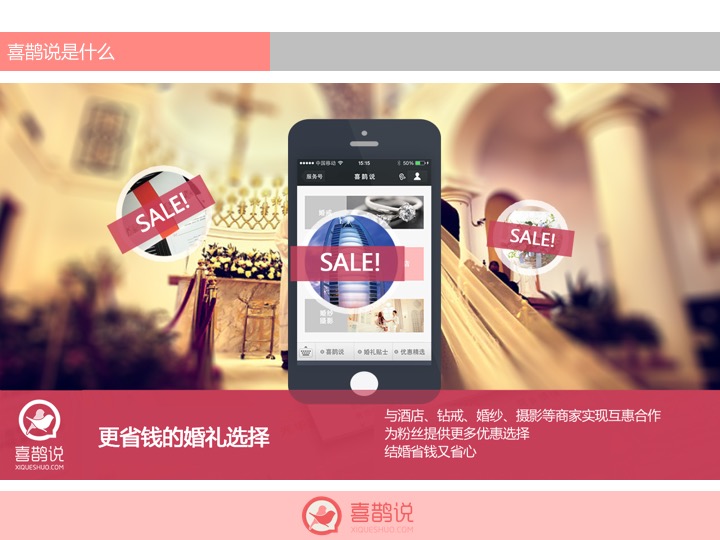 喜鹊说是什么
中国移动
15:15
50%
服务号
喜鹊说
SALE!
SALE!
SALE!
婚纱
摄影
喜鹊说
婚礼贴士
优惠精选
喜鹊说
XIQUESHUO.COM
更省钱的婚礼选择
与酒店、钻戒、婚纱、摄影等商家实现互惠合作
为粉丝提供更多优惠选择
结婚省钱又省心
喜鹊说
XIQUESHUO.COM